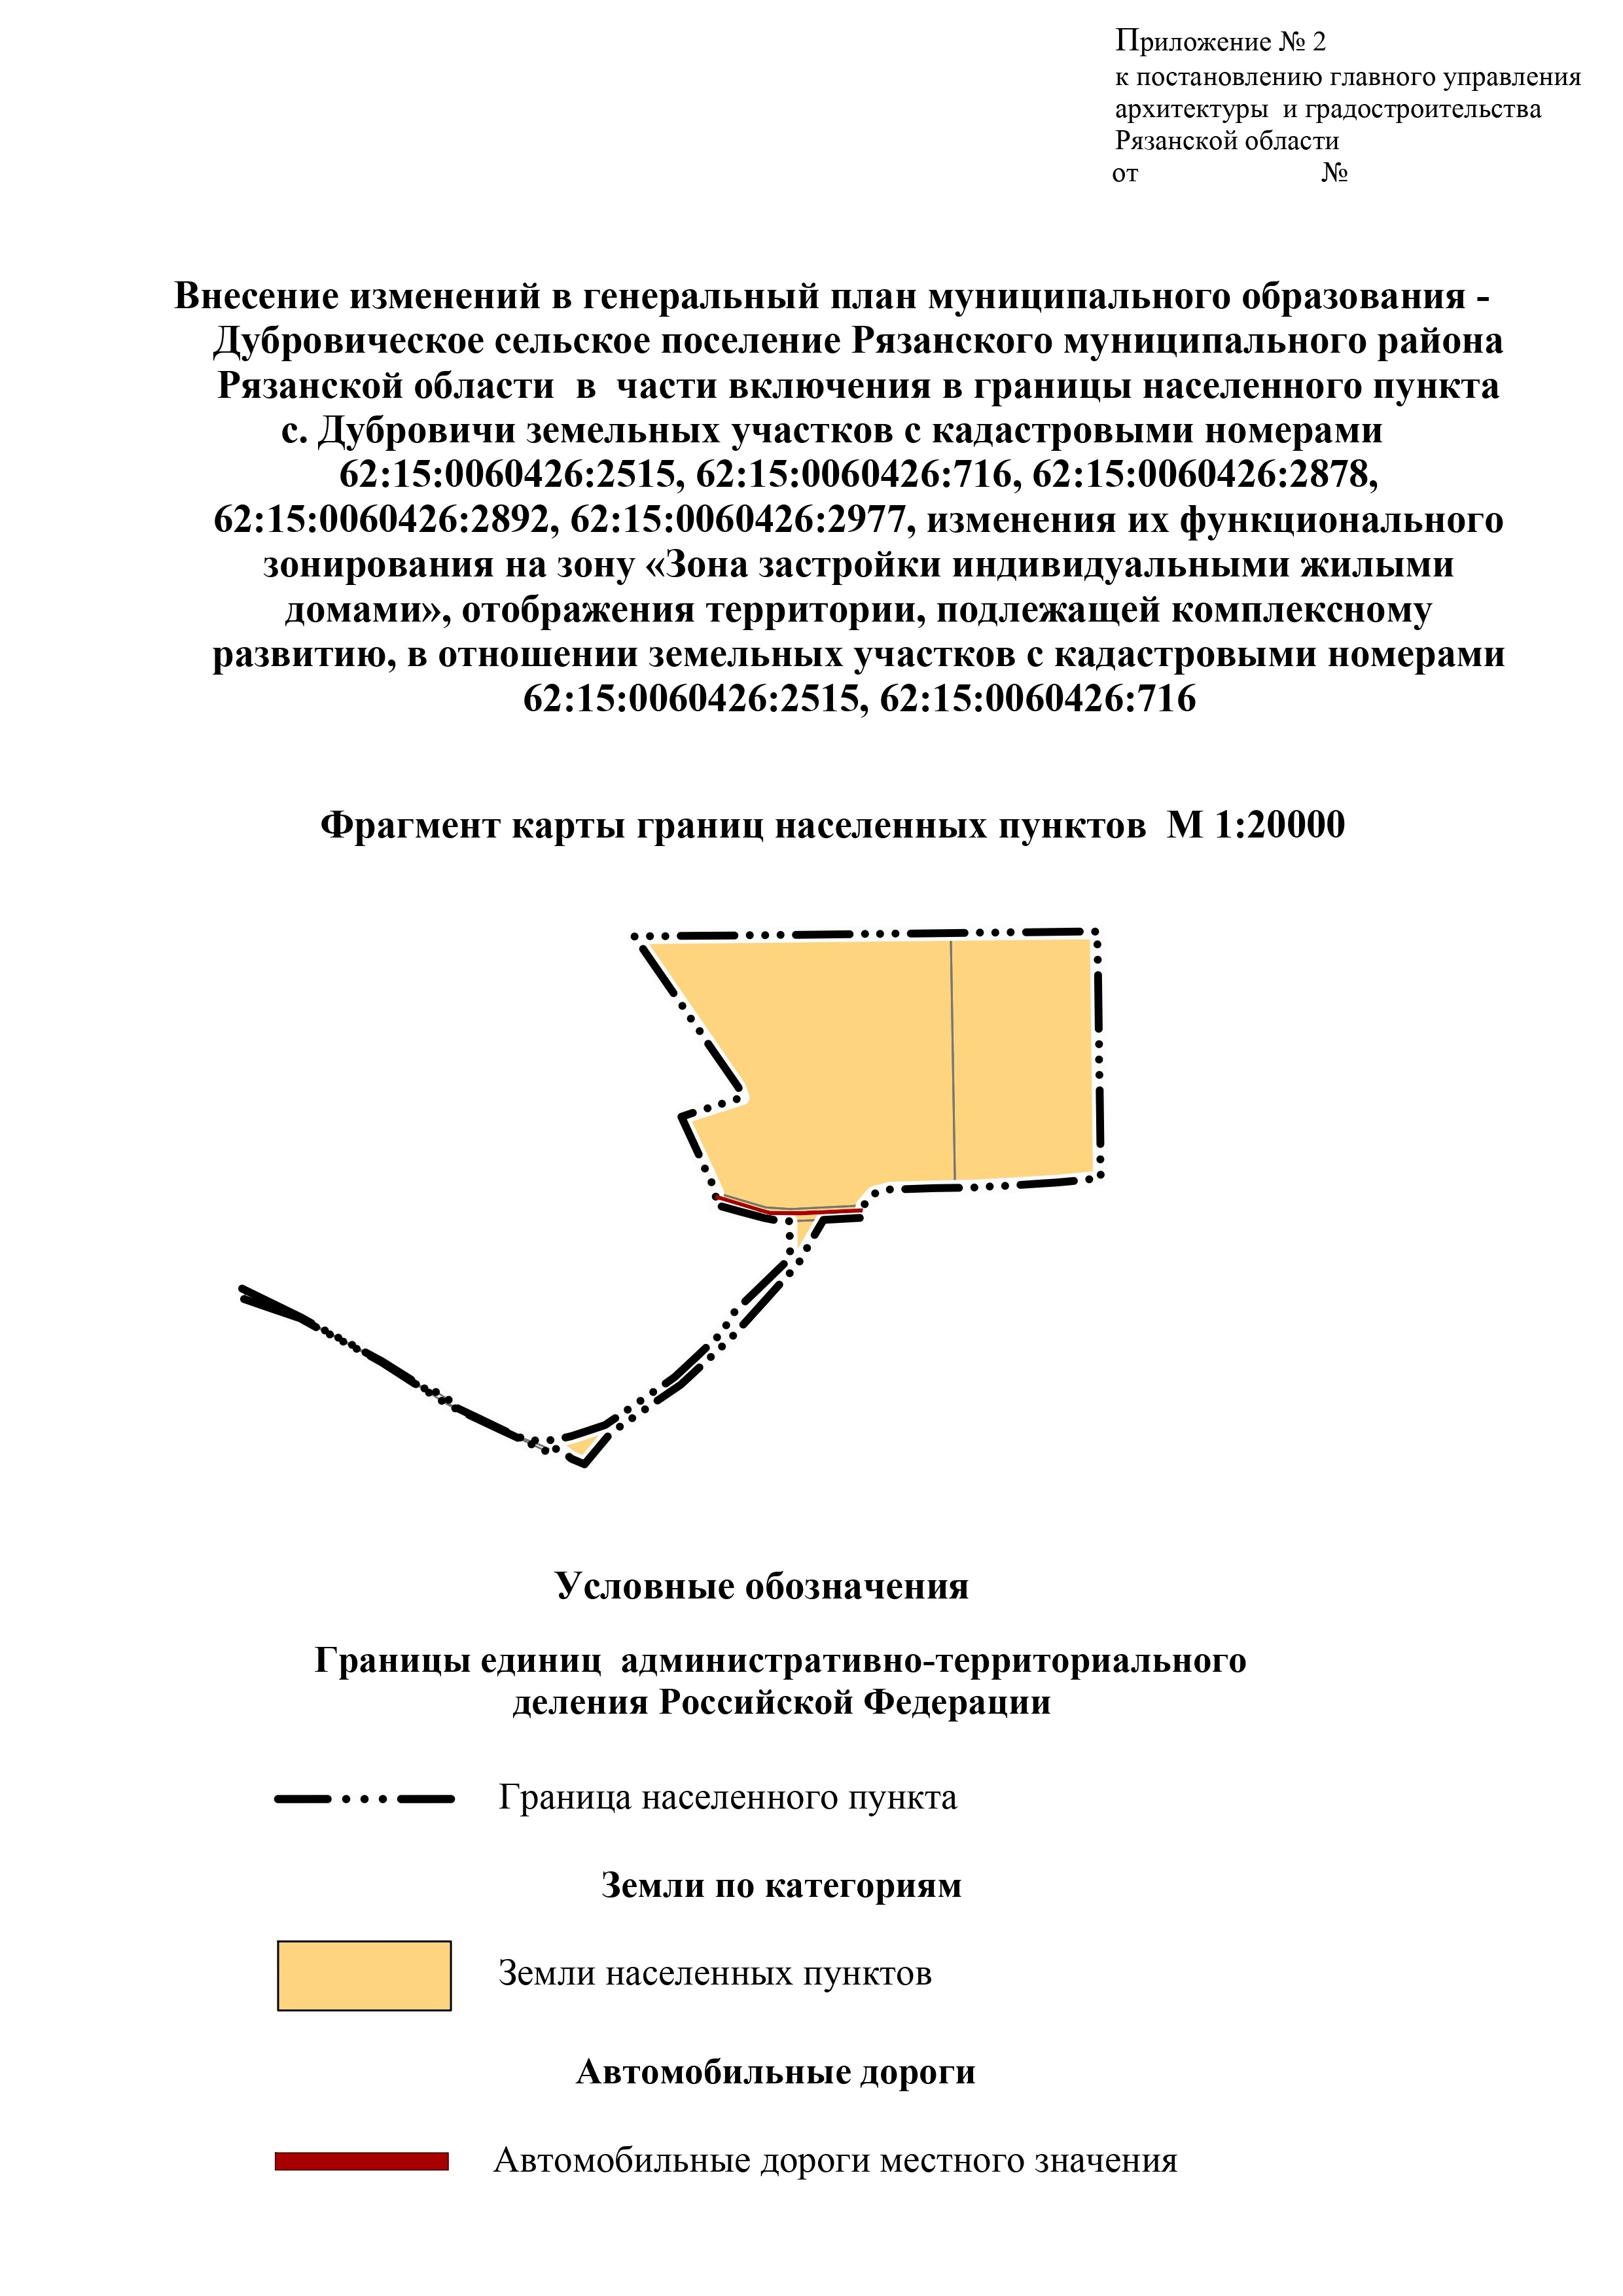 Приложение № 2
к постановлению главного управления
архитектуры и градостроительства
Рязанской области
от №
Внесение изменений в генеральный план муниципального образования -
Дубровическое сельское поселение Рязанского муниципального района
Рязанской области в части включения в границы населенного пункта
с. Дубровичи земельных участков с кадастровыми номерами
62:15:0060426:2515, 62:15:0060426:716, 62:15:0060426:2878,
62:15:0060426:2892, 62:15:0060426:2977, изменения их функционального
зонирования на зону «Зона застройки индивидуальными жилыми
домами», отображения территории, подлежащей комплексному
развитию, в отношении земельных участков с кадастровыми номерами
62:15:0060426:2515, 62:15:0060426:716
Фрагмент карты границ населенных пунктов М 1:20000
Условные обозначения
Границы единиц административно-территориального
деления Российской Федерации
Граница населенного пункта
Земли по категориям
Земли населенных пунктов
Автомобильные дороги
Автомобильные дороги местного значения